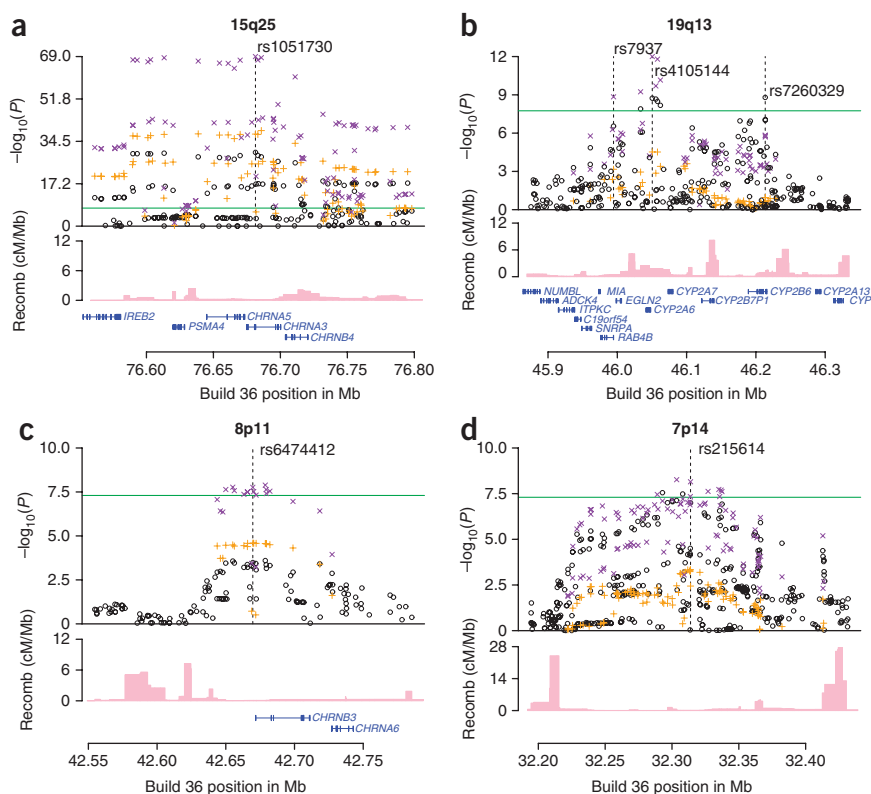 a
15q25
69.0
51.8
34.5
17.2
0
−log10(P)
rs1051730
12
6
0
Recomb (cM/Mb)
IREB2
CHRNA5
PSMA4
CHRNA3
CHRNB4
76.60 76.65 76.70 76.75 76.80
Build 36 position in Mb
b
19q13
12
9
6
3
0
−log10(P)
rs7937
rs4105144
rs7260329
12
6
0
Recomb (cM/Mb)
NUMBL MIA CYP2A7 CYP2B6 CYP2A13
ADCK4 EGLN2 CYP2B7P1 CYP
ITPKC CYP2A6
C19orf54
SNRPA
RAB4B
45.9 46.0 46.1 46.2 46.3
Build 36 position in Mb
c
8p11
10.0
7.5
5.0
2.5
0
−log10(P)
rs6474412
12
6
0
Recomb (cM/Mb)
CHRNB3
CHRNA6
42.55 42.60 42.65 42.70 42.75
Build 36 position in Mb
d
7p14
10.0
7.5
5.0
2.5
0
−log10(P)
rs215614
28
14
0
Recomb (cM/Mb)
32.20 32.25 32.30 32.35 32.40
Build 36 position in Mb